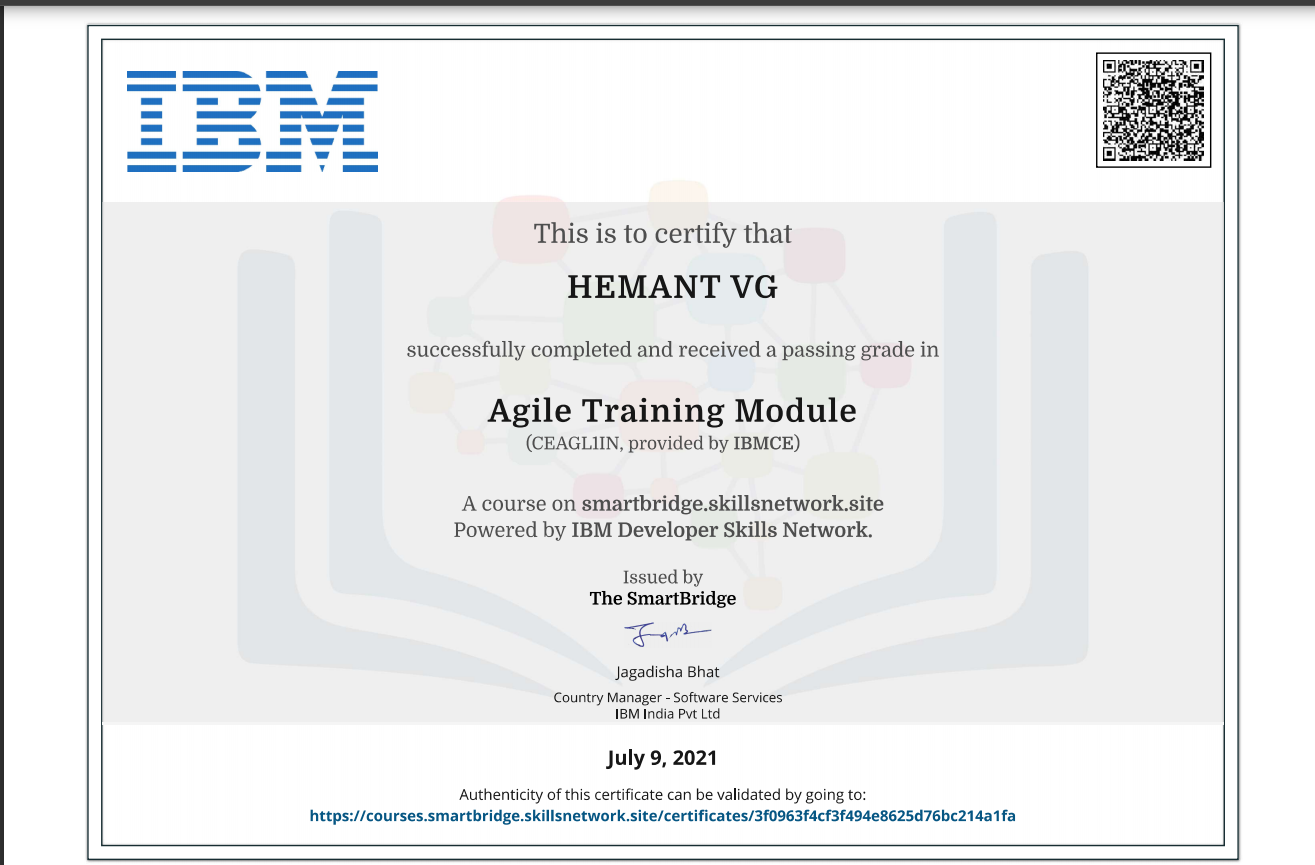 IBM
This is to certify that
HEMANT VG
successfully completed and received a passing grade in
Agile Training Module
(CEAGL1IN, provided by IBMCE)
A course on smartbridge.skillsnetwork.site
Powered by IBM Developer Skills Network.
Issued by
The SmartBridge
Jagadisha Bhat
Country Manager - Software Services
IBM India Pvt Ltd
July 9, 2021
Authenticity of this certificate can be validated by going to:
https://courses.smartbridge.skillsnetwork.site/certificates/3f0963f4cf3f494e8625d76bc214a1fa